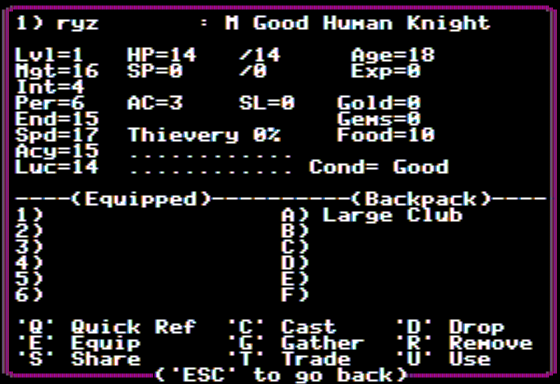 1) ryz : M Good Human Knight
Lvl=1 HP=14 /14 Age=18
Mgt=16 SP=0 /0 Exp=0
Int=4
Per=6 AC=3 SL=0 Gold=0
End=15 Gems=0
Spd=17 Thievery 0% Food=10
Acy=15 .............
Luc=14 ............. Cond= Good
----(Equipped)----------(Backpack)----
1) A) Large Club
2) B)
3) C)
4) D)
5) E)
6) F)
'Q' Quick Ref 'C' Cast 'D' Drop
'E' Equip 'G' Gather 'R' Remove
'S' Share 'T' Trade 'U' Use
('ESC' to go back)